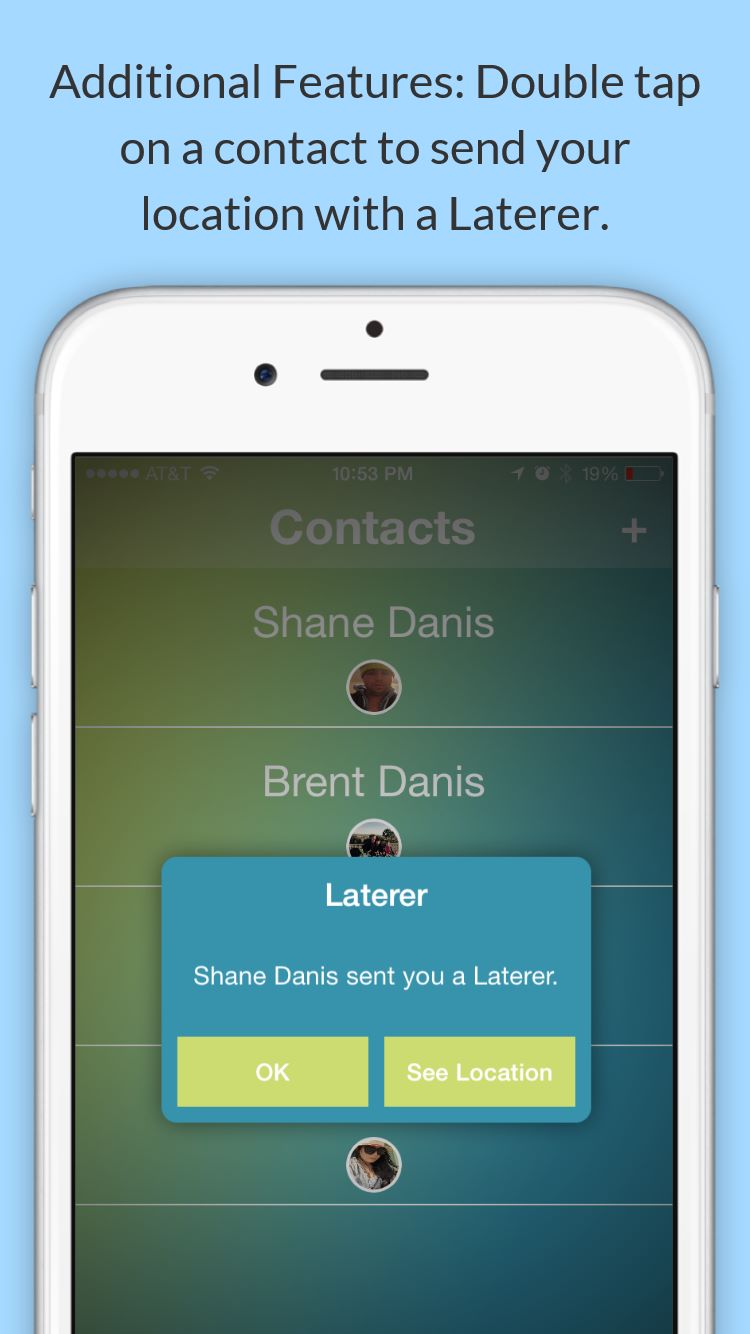 Additional Features: Double tap
on a contact to send your
location with a Laterer.
AT&T 10:53 PM 19%
Contacts +
Shane Danis
Brent Danis
Laterer
Shane Danis sent you a Laterer.
OK See Location